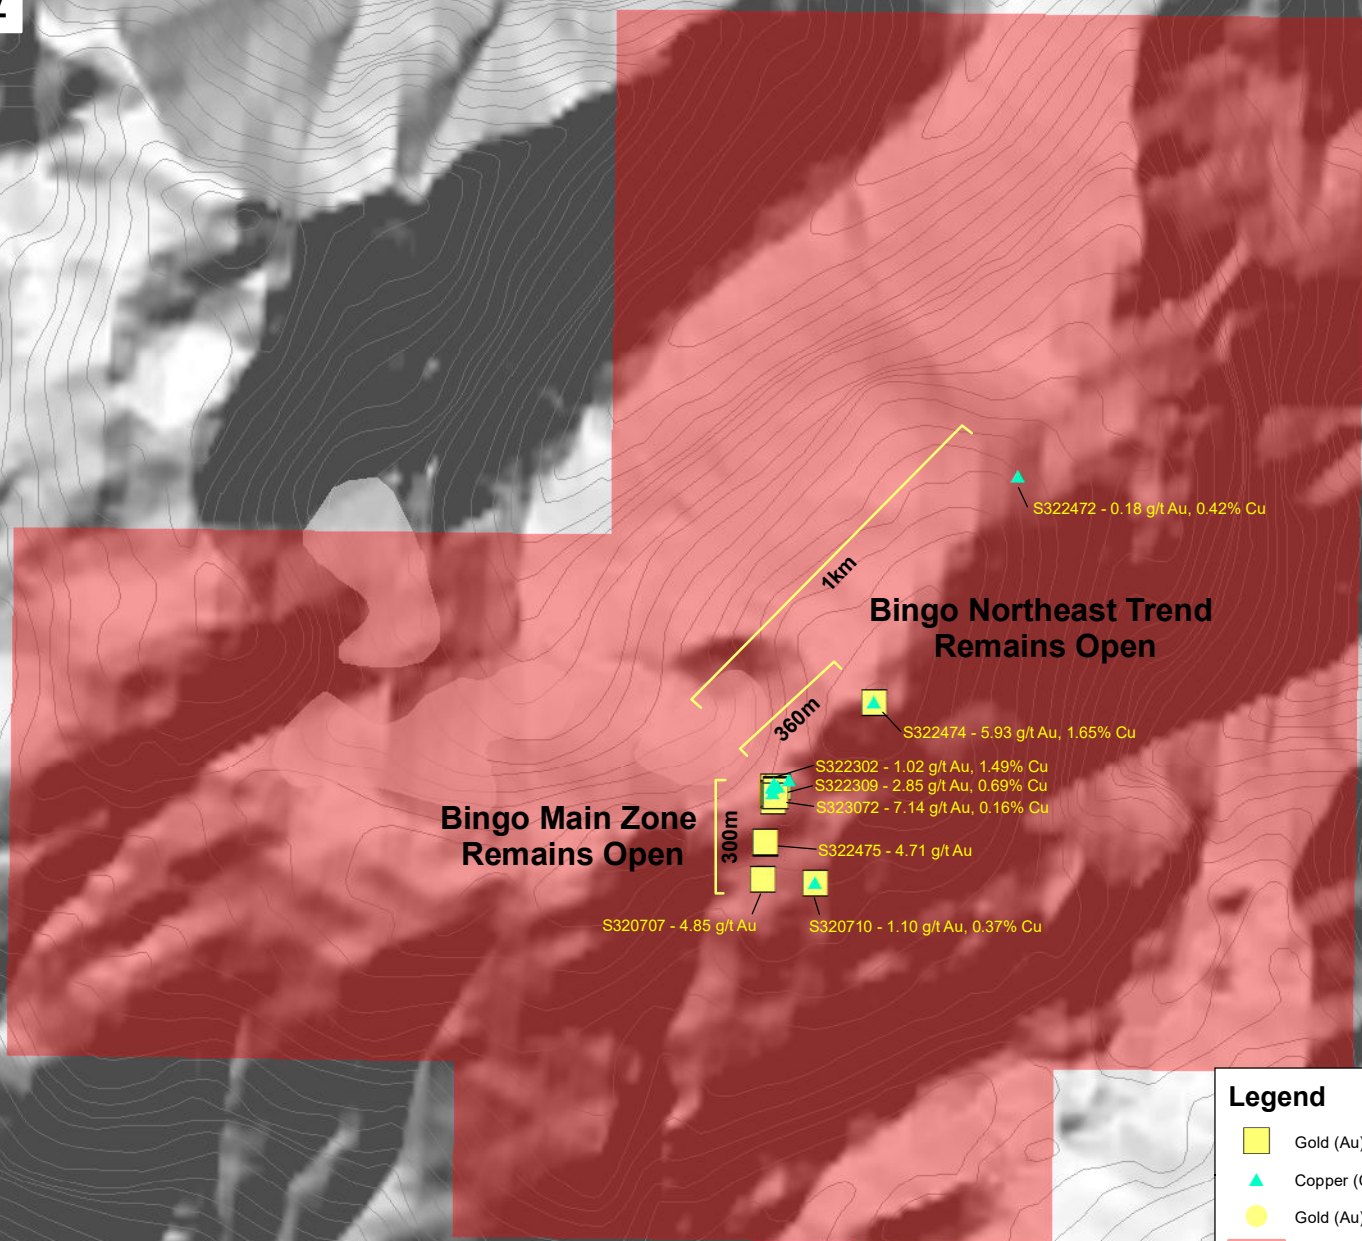 1km
S322472 - 0.18 g/t Au, 0.42% Cu
Bingo Northeast Trend
Remains Open
360m
S322474 - 5.93 g/t Au, 1.65% Cu
S322302 - 1.02 g/t Au, 1.49% Cu
S322309 - 2.85 g/t Au, 0.69% Cu
S323072 - 7.14 g/t Au, 0.16% Cu
Bingo Main Zone
Remains Open
300m
S322475 - 4.71 g/t Au
S320707 - 4.85 g/t Au
S320710 - 1.10 g/t Au, 0.37% Cu
Legend
Gold (Au)
Copper (
Gold (Au)